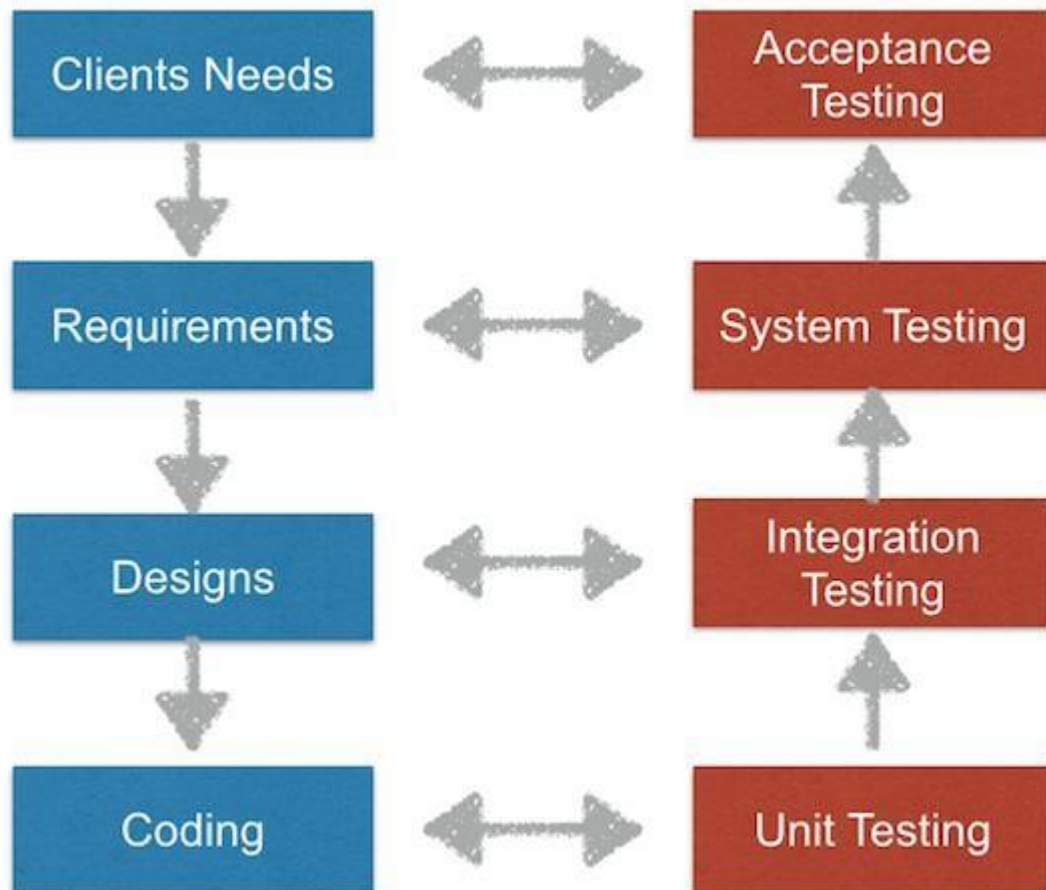 Clients Needs
Acceptance
Testing
Requirements
System Testing
Designs
Integration
Testing
Coding
Unit Testing